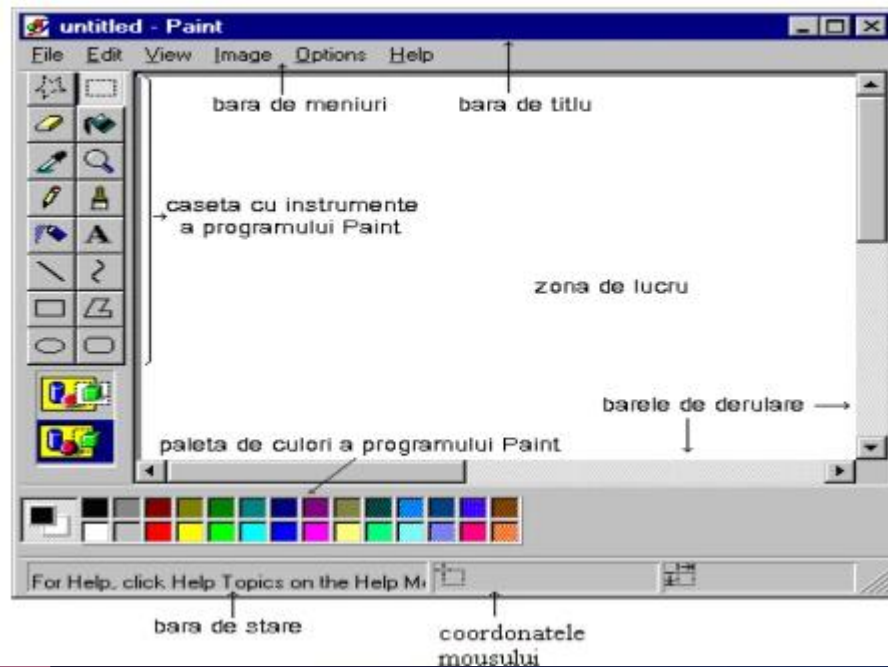 untitled - Paint
File Edit View Image Options Help
bara de meniuri
bara de titlu
caseta cu instrumente
a programului Paint
A
zona de lucru
barele de derulare
paleta de culori a programului Paint
For Help, click Help Topics on the Help M
bara de stare
coordonatele
mousului